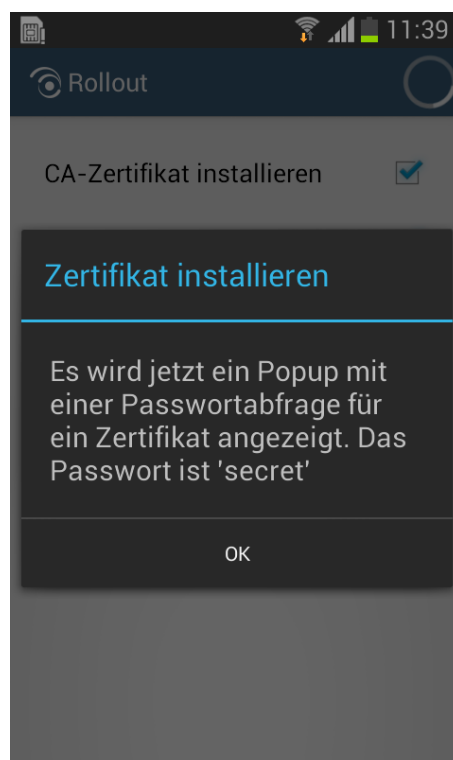 11:39
Rollout
CA-Zertifikat installieren
Zertifikat installieren
Es wird jetzt ein Popup mit
einer Passwortabfrage für
ein Zertifikat angezeigt. Das
Passwort ist 'secret'
OK